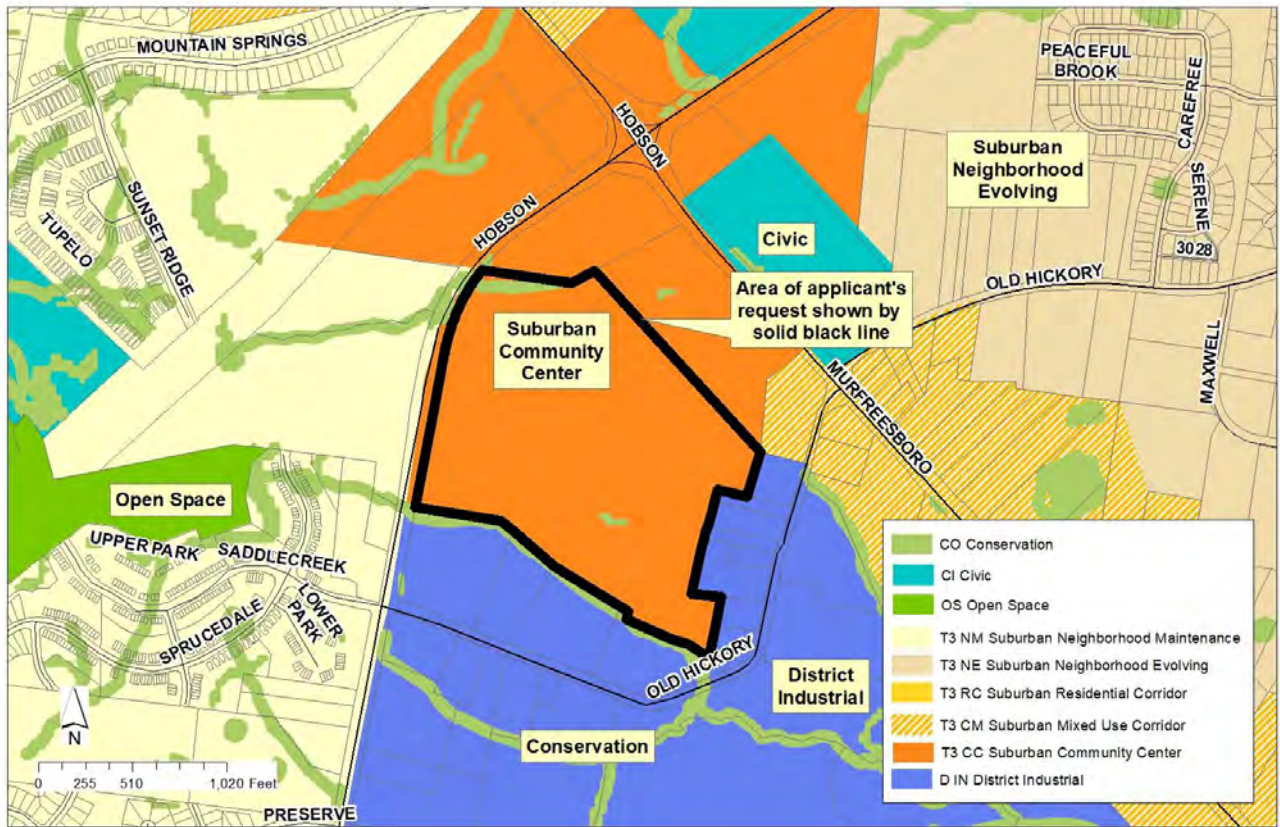 MOUNTAIN SPRINGS
PEACEFUL
BROOK
CAREFREE
HOBSON
Suburban
Neighborhood
Evolving
SERENE
SUNSET RIDGE
TUPELO
HOBSON
Civic
3028
OLD HICKORY
Area of applicant's
request shown by
solid black line
Suburban
Community
Center
MAXWELL
MURFREESBORO
Open Space
UPPER PARK
SADDLECREEK
LOWER
PARK
SPRUCEDALE
OLD HICKORY
District
Industrial
Conservation
N
0 255 510 1,020 Feet
PRESERVE
CO Conservation
CI Civic
OS Open Space
T3 NM Suburban Neighborhood Maintenance
T3 NE Suburban Neighborhood Evolving
T3 RC Suburban Residential Corridor
T3 CM Suburban Mixed Use Corridor
T3 CC Suburban Community Center
D IN District Industrial